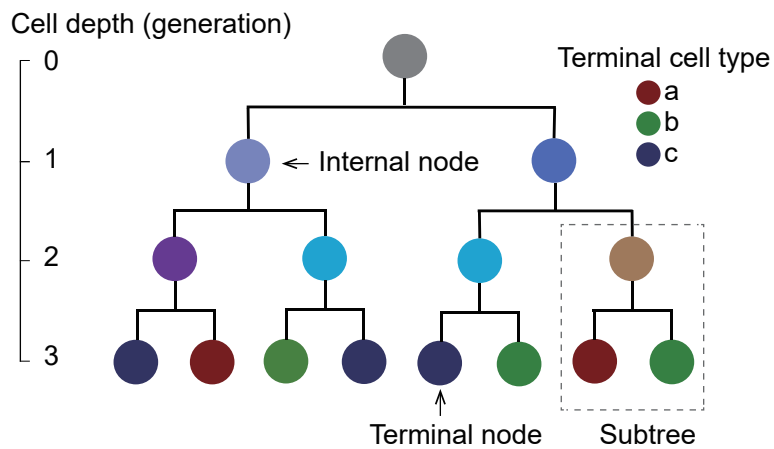 Cell depth (generation)
0
Terminal cell type
a
b
c
1
Internal node
2
3
Terminal node
Subtree